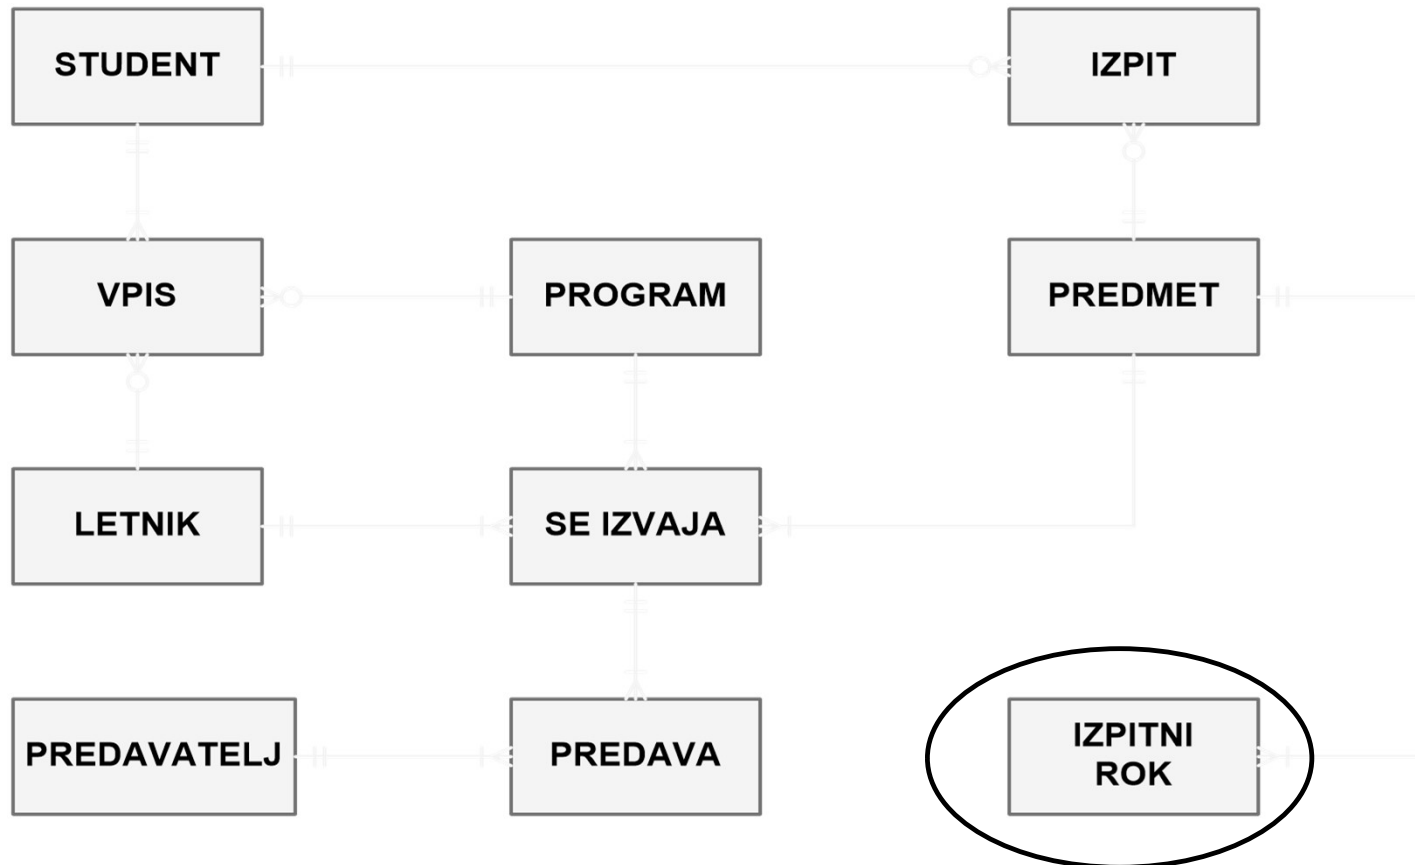 STUDENT
IZPIT
VPIS
PROGRAM
PREDMET
LETNIK
SE IZVAJA
PREDAVATELJ
PREDAVA
IZPITNI
ROK